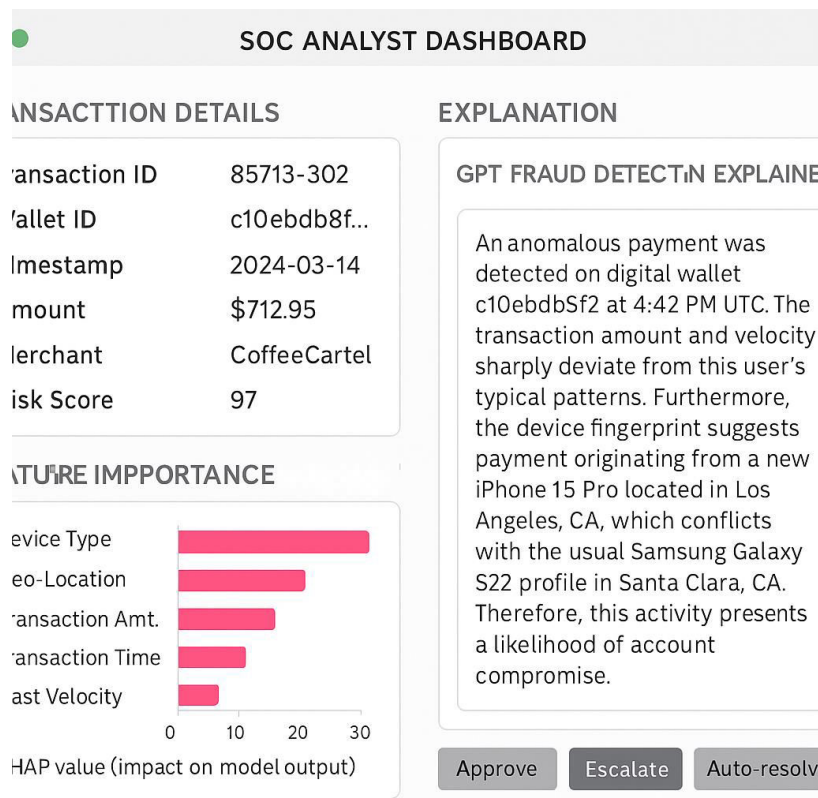 SOC ANALYST DASHBOARD
ANSACTTION DETAILS
ransaction ID 85713-302
allet ID c10ebdb8f...
Imestamp 2024-03-14
mount $712.95
lerchant CoffeeCartel
isk Score 97
IMPPORTANCE
evice Type
eo-Location
ransaction Amt.
ransaction Time
ast Velocity
0 10 20 30
HAP value (impact on model output)
EXPLANATION
GPT FRAUD DETECTıN EXPLAINE
An anomalous payment was
detected on digital wallet
c10ebdbSf2 at 4:42 PM UTC. The
transaction amount and velocity
sharply deviate from this user's
typical patterns. Furthermore,
the device fingerprint suggests
payment originating from a new
iPhone 15 Pro located in Los
Angeles, CA, which conflicts
with the usual Samsung Galaxy
S22 profile in Santa Clara, CA.
Therefore, this activity presents
a likelihood of account
compromise.
Approve Escalate Auto-resolv